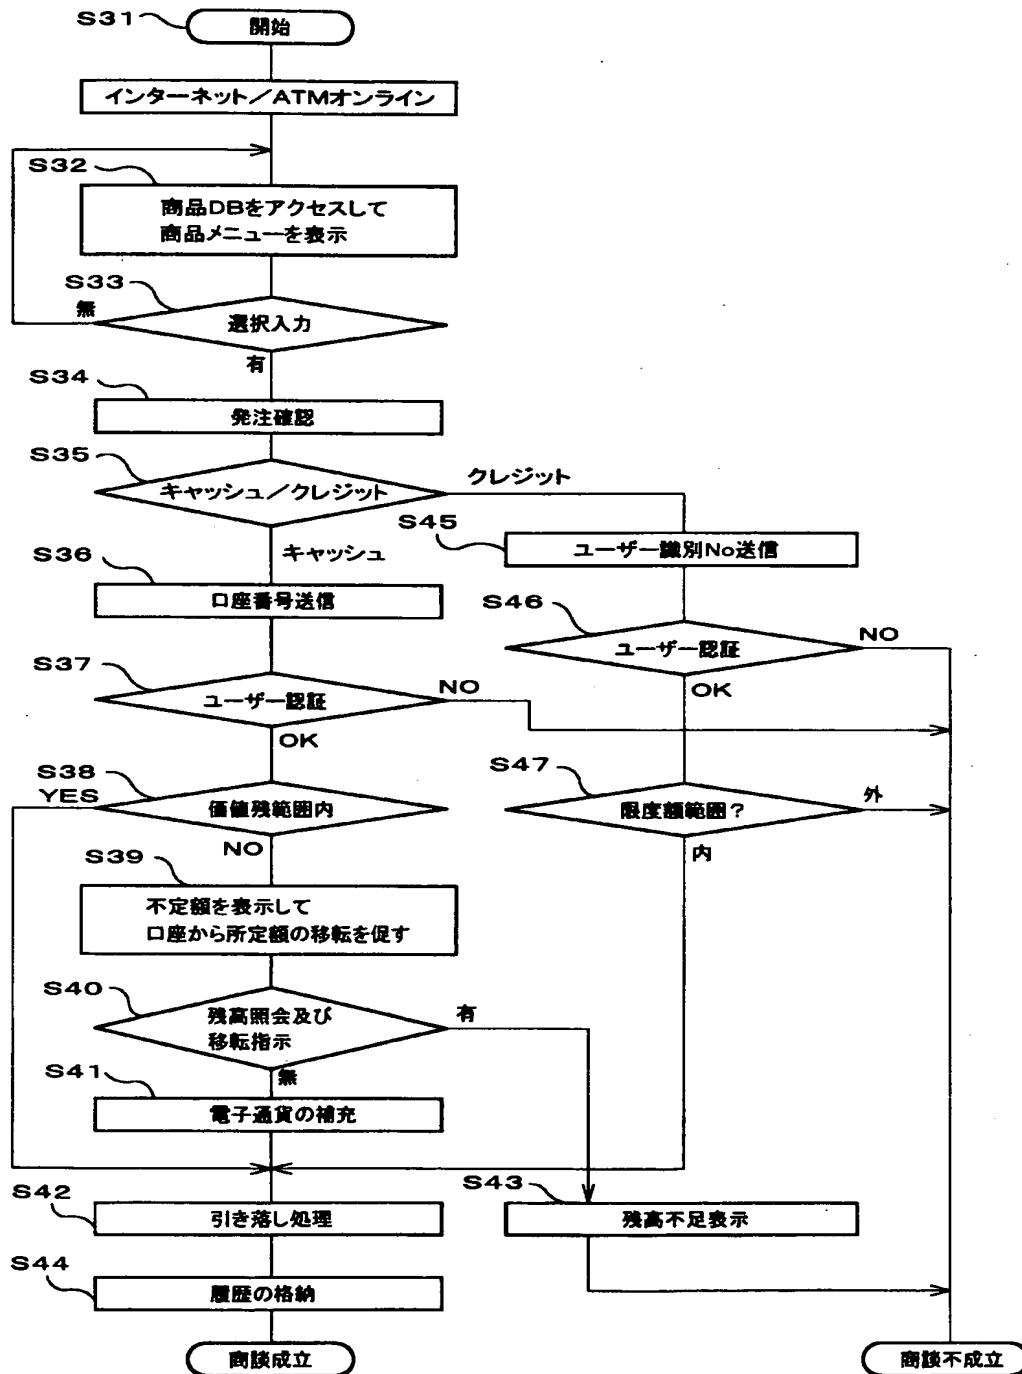 S31
開始
インターネット／ATMオンライン
S32
商品DBをアクセスして
商品メニューを表示
S33
無
選択入力
有
S34
発注確認
S35
キャッシュ／クレジット
クレジット
S45
ユーザー識別No送信
S36
キャッシュ
口座番号送信
S46
ユーザー認証
NO
OK
S37
ユーザー認証
NO
OK
S38
YES
価値残範囲内
NO
S47
限度額範囲？
外
内
S39
不定額を表示して
口座から所定額の移転を促す
S40
残高照会及び
移転指示
有
無
S41
電子通貨の補充
S42
引き落し処理
S43
残高不足表示
S44
履歴の格納
商談成立
商談不成立